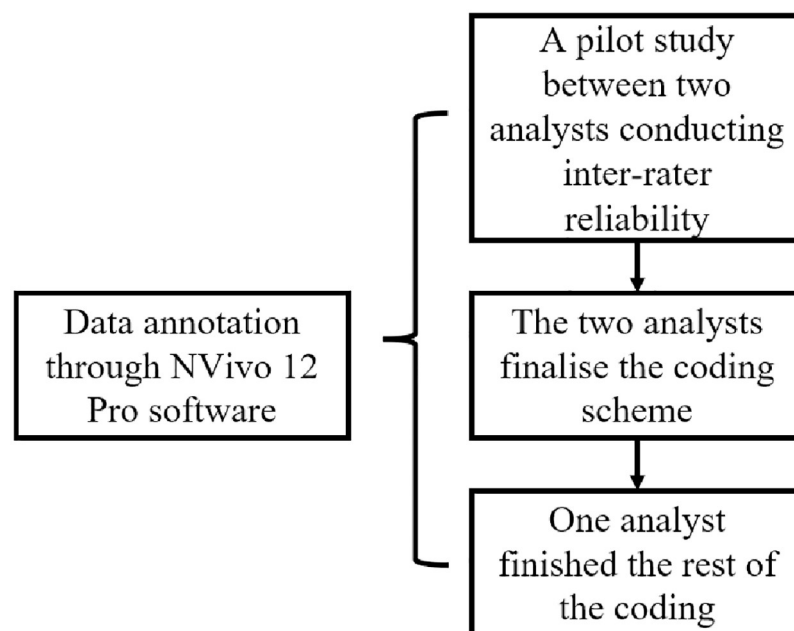 A pilot study
between two
analysts conducting
inter-rater
reliability
Data annotation
through NVivo 12
Pro software
The two analysts
finalise the coding
scheme
One analyst
finished the rest of
the coding